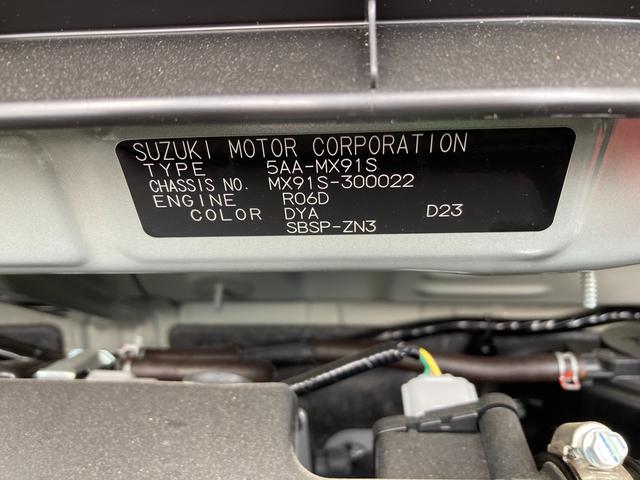 SUZUKI MOTOR CORPORATION
TYPE 5AA-MX91S
CHASSIS NO. MX91S-300022
ENGINE R06D
COLOR DYA D23
SBSP-ZN3